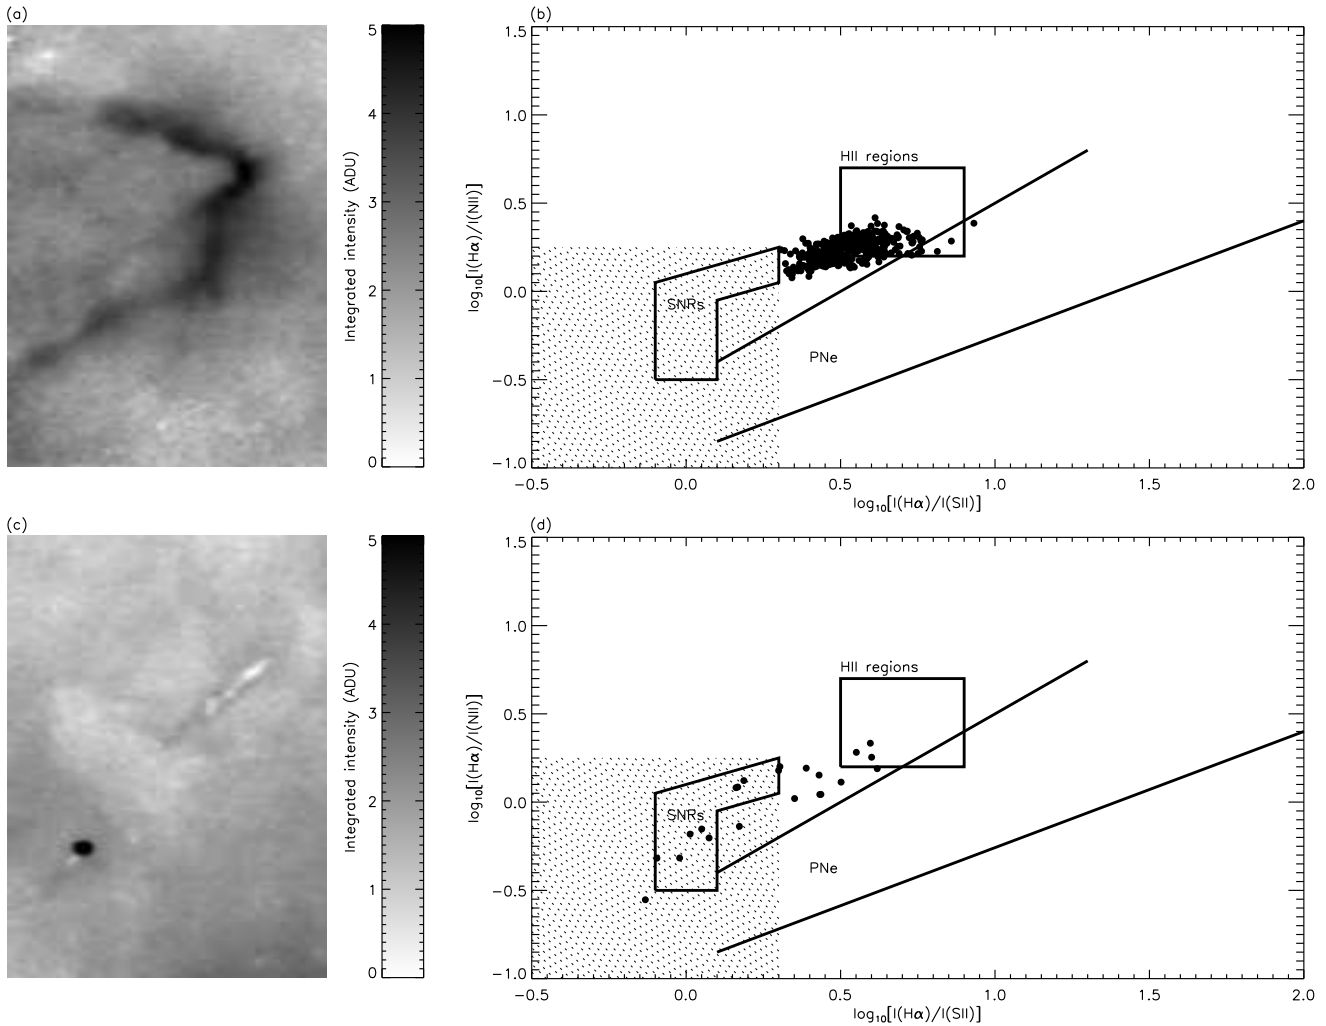 (a)
5
4
3
2
1
0
Integrated intensity (ADU)
(b)
1.5
1.0
0.5
0.0
−0.5
−1.0
log₁₀[I(Hα)/I(NII)]
HII regions
SNRs
PNe
−0.5 0.0 0.5 1.0 1.5 2.0
log₁₀[I(Hα)/I(SII)]
(c)
5
4
3
2
1
0
Integrated intensity (ADU)
(d)
1.5
1.0
0.5
0.0
−0.5
−1.0
log₁₀[I(Hα)/I(NII)]
HII regions
SNRs
PNe
−0.5 0.0 0.5 1.0 1.5 2.0
log₁₀[I(Hα)/I(SII)]